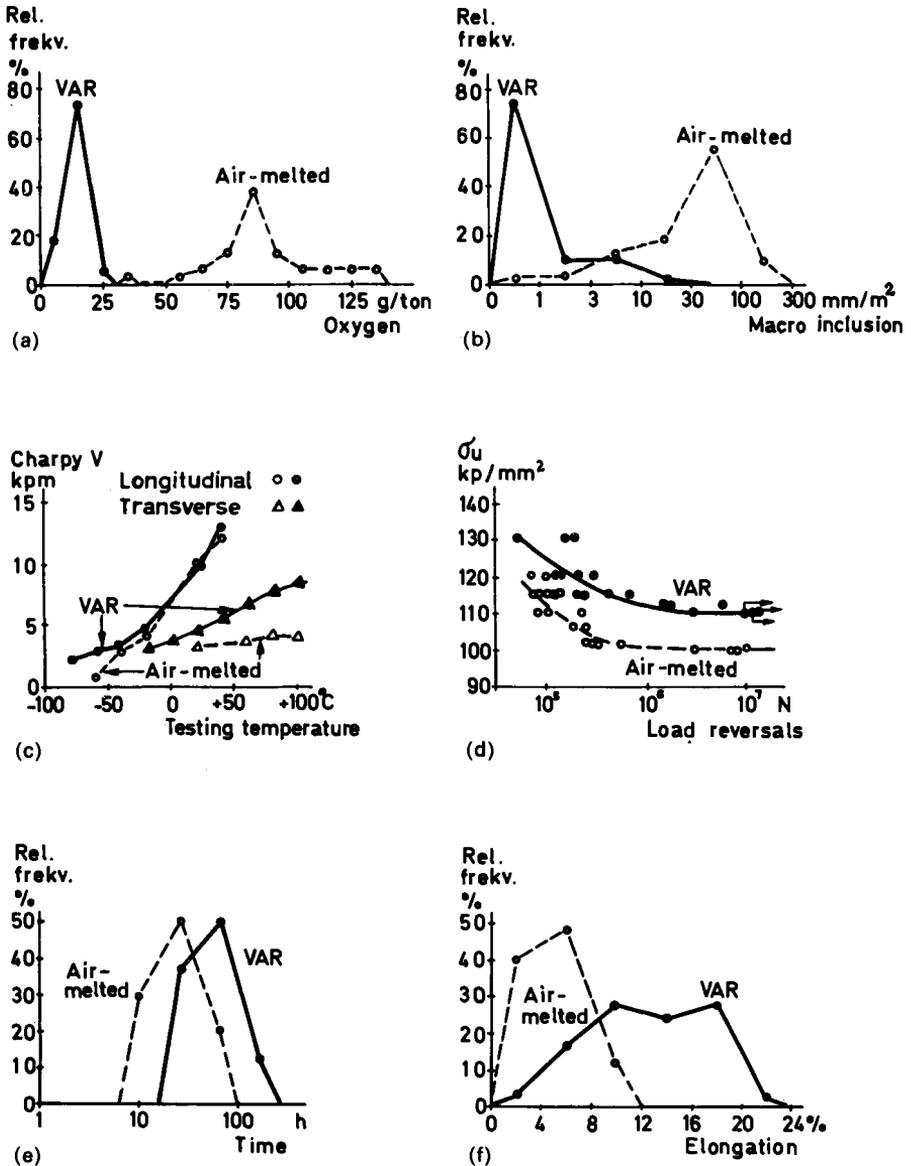 Rel.
frekv.
%
80
60
40
20
0
VAR
Air-melted
0 25 50 75 100 125 g/ton
Oxygen
(a)
Rel.
frekv.
%
80
60
40
20
0
VAR
Air-melted
0 1 3 10 30 100 300 mm/m²
Macro inclusion
(b)
Charpy V
kpm
15
10
5
0
Longitudinal
Transverse
VAR
Air-melted
-100 -50 0 +50 +100°C
Testing temperature
(c)
σu
kp/mm²
140
130
120
110
100
90
VAR
Air-melted
10⁵ 10⁶ 10⁷ N
Load reversals
(d)
Rel.
frekv.
%
50
40
30
20
10
0
Air-
melted
VAR
1 10 100 h
Time
(e)
Rel.
frekv.
%
50
40
30
20
10
0
Air-
melted
VAR
0 4 8 12 16 20 24%
Elongation
(f)